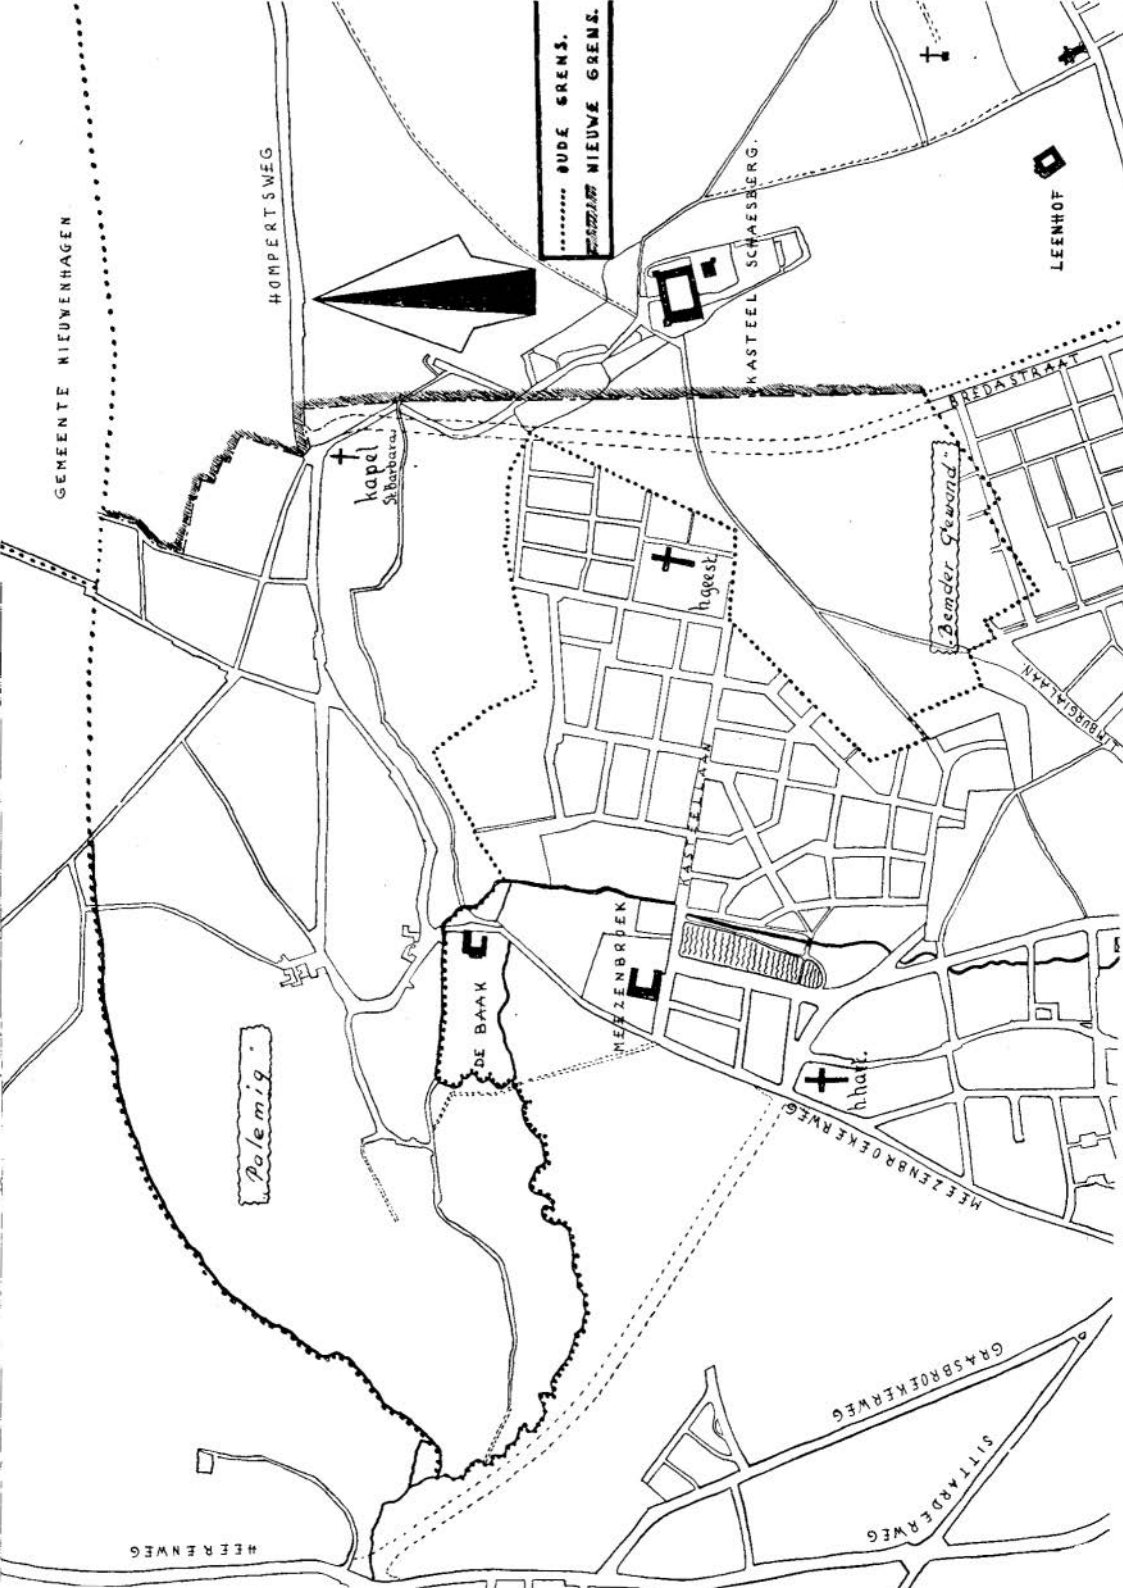 GEMEENTE NIEUWENHAGEN
HOMPERTSWEG
OUDE GRENS.
NIEUWE GRENS.
KASTEEL SCHAESBERG.
LEENHOF
BREDASTRAAT
kapel
St. Barbara.
h geest.
"Bemder Gewand"
LIMBURGIALAAN.
KASTEELLAAN
MEEZENBROEK
DE BAAK
"Palemig"
h.hart.
MEEZENBROEKERWEG
GRASBROEKERWEG
SITTARDERWEG
HEERENWEG